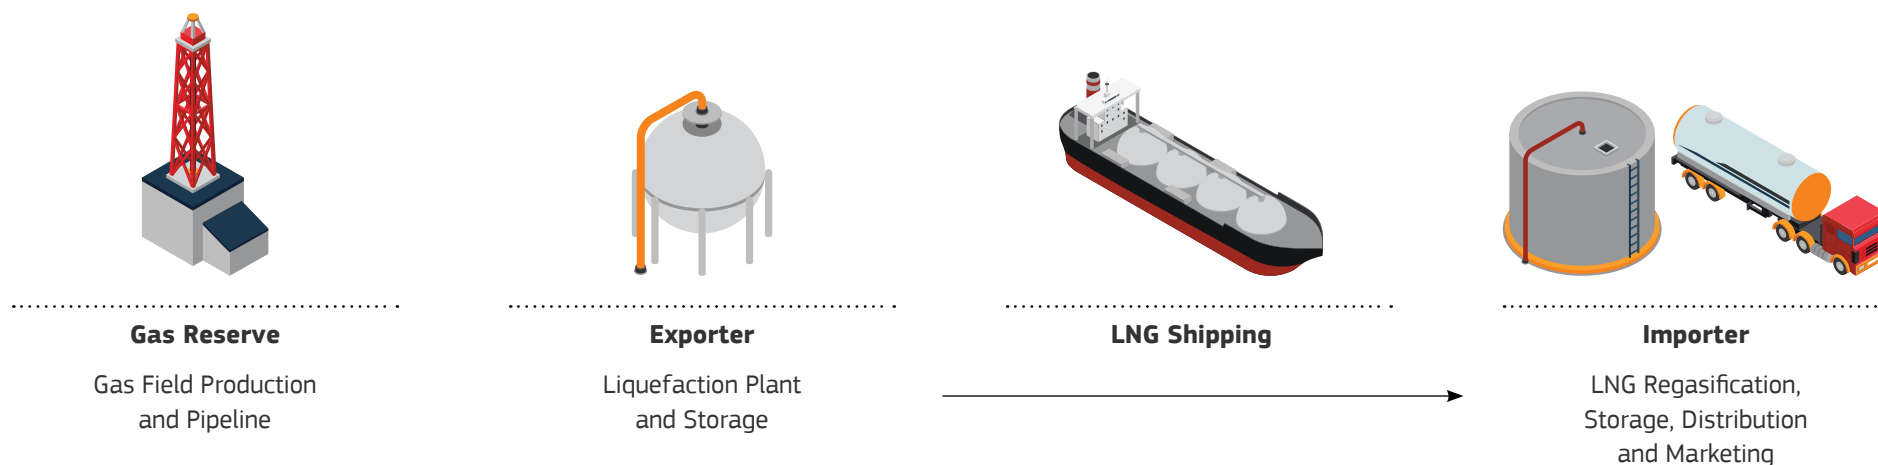 Gas Reserve
Gas Field Production
and Pipeline
Exporter
Liquefaction Plant
and Storage
LNG Shipping
Importer
LNG Regasification,
Storage, Distribution
and Marketing